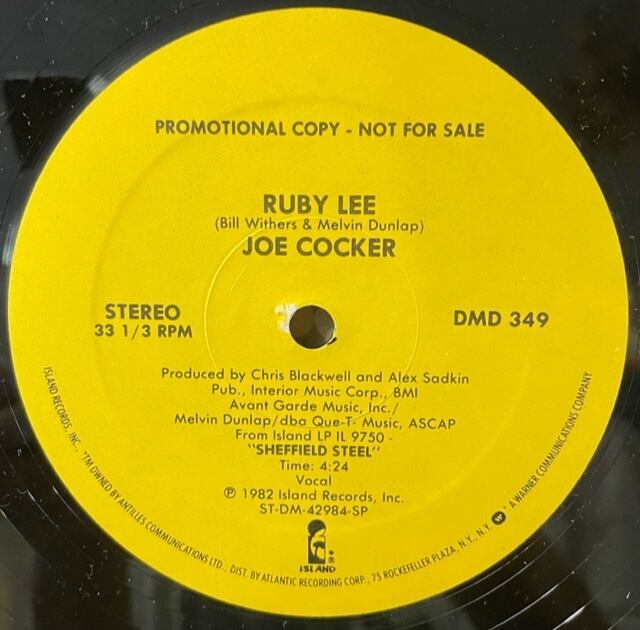 PROMOTIONAL COPY - NOT FOR SALE
RUBY LEE
(Bill Withers & Melvin Dunlap)
JOE COCKER
STEREO
33 1/3 RPM
DMD 349
Produced by Chris Blackwell and Alex Sadkin
Pub., Interior Music Corp., BMI
Avant Garde Music, Inc./
Melvin Dunlap/dba Que-T- Music, ASCAP
From Island LP IL 9750 -
"SHEFFIELD STEEL"
Time: 4:24
Vocal
℗ 1982 Island Records, Inc.
ST-DM-42984-SP
ISLAND®
ISLAND RECORDS, INC., "TM OWNED BY ANTILLES COMMUNICATIONS LTD., DIST. BY ATLANTIC RECORDING CORP., 75 ROCKEFELLER PLAZA, N.Y., N.Y. A WARNER COMMUNICATIONS COMPANY